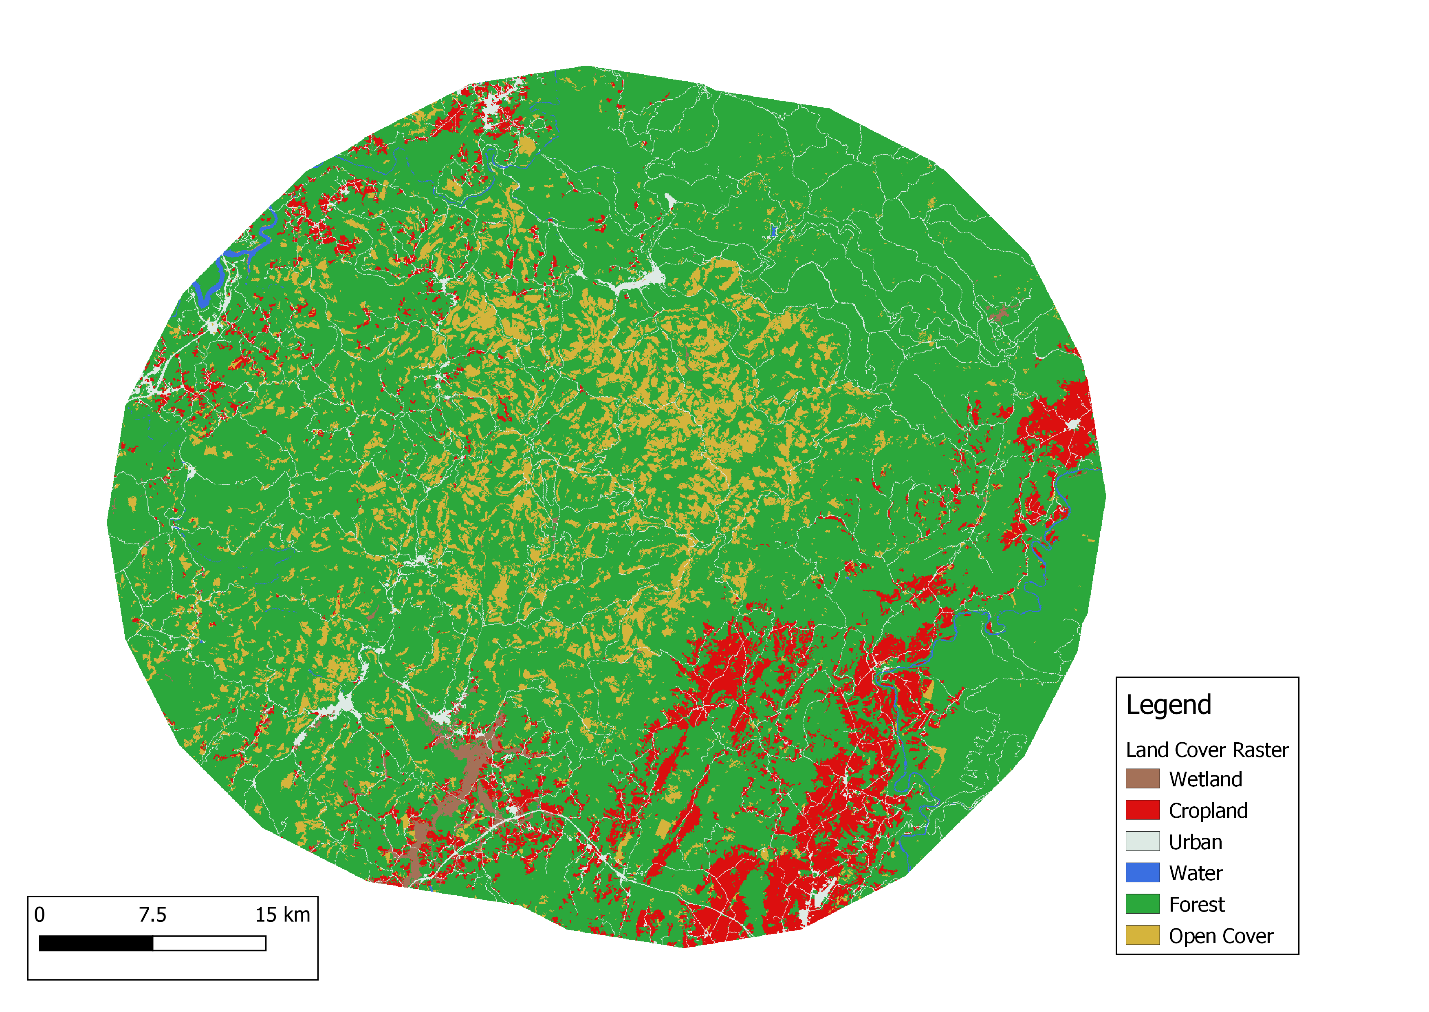 Legend
Land Cover Raster
Wetland
Cropland
Urban
Water
Forest
Open Cover
0 7.5 15 km